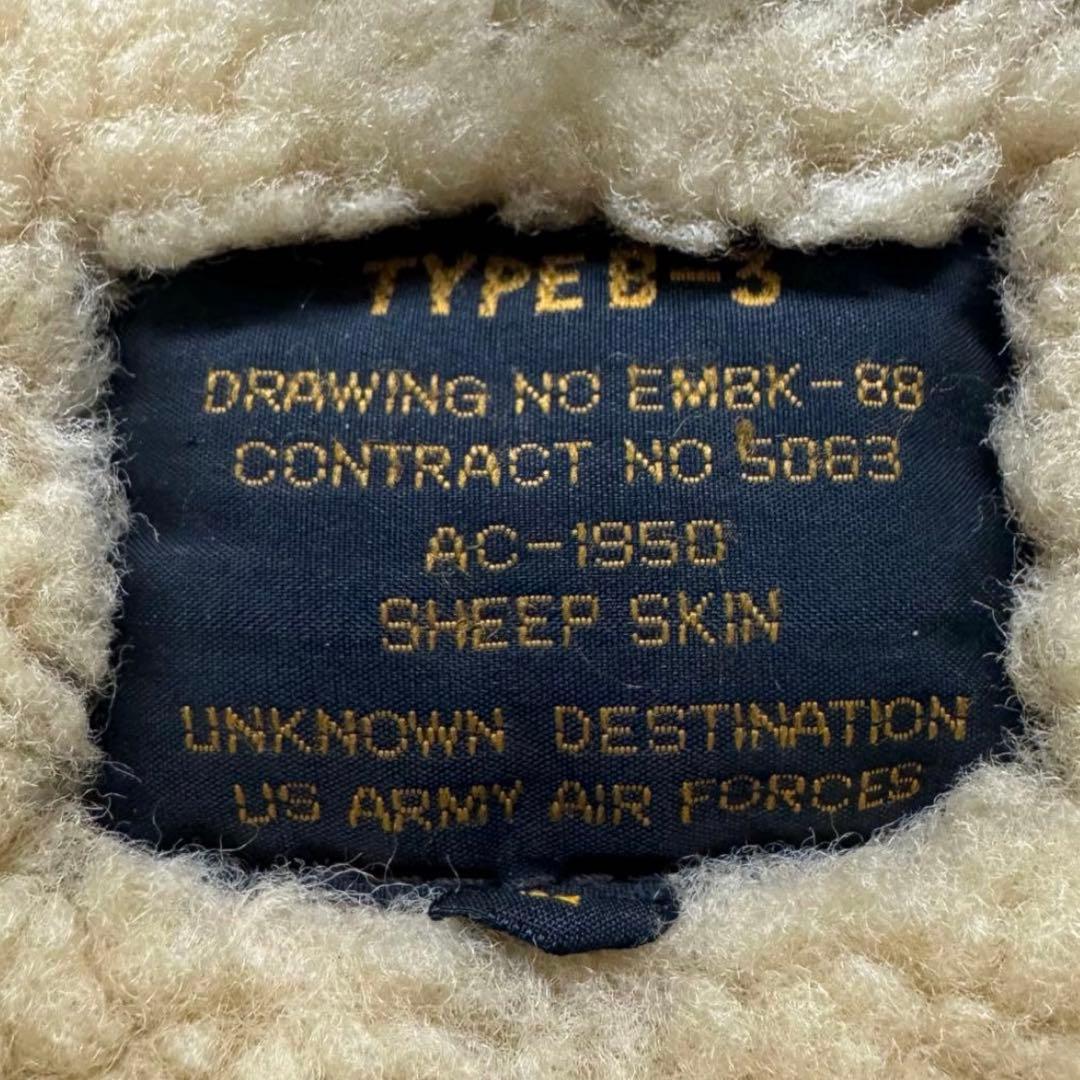 TYPE B-3
DRAWING NO EMBK-88
CONTRACT NO 5063
AC-1950
SHEEP SKIN
UNKNOWN DESTINATION
US ARMY AIR FORCES